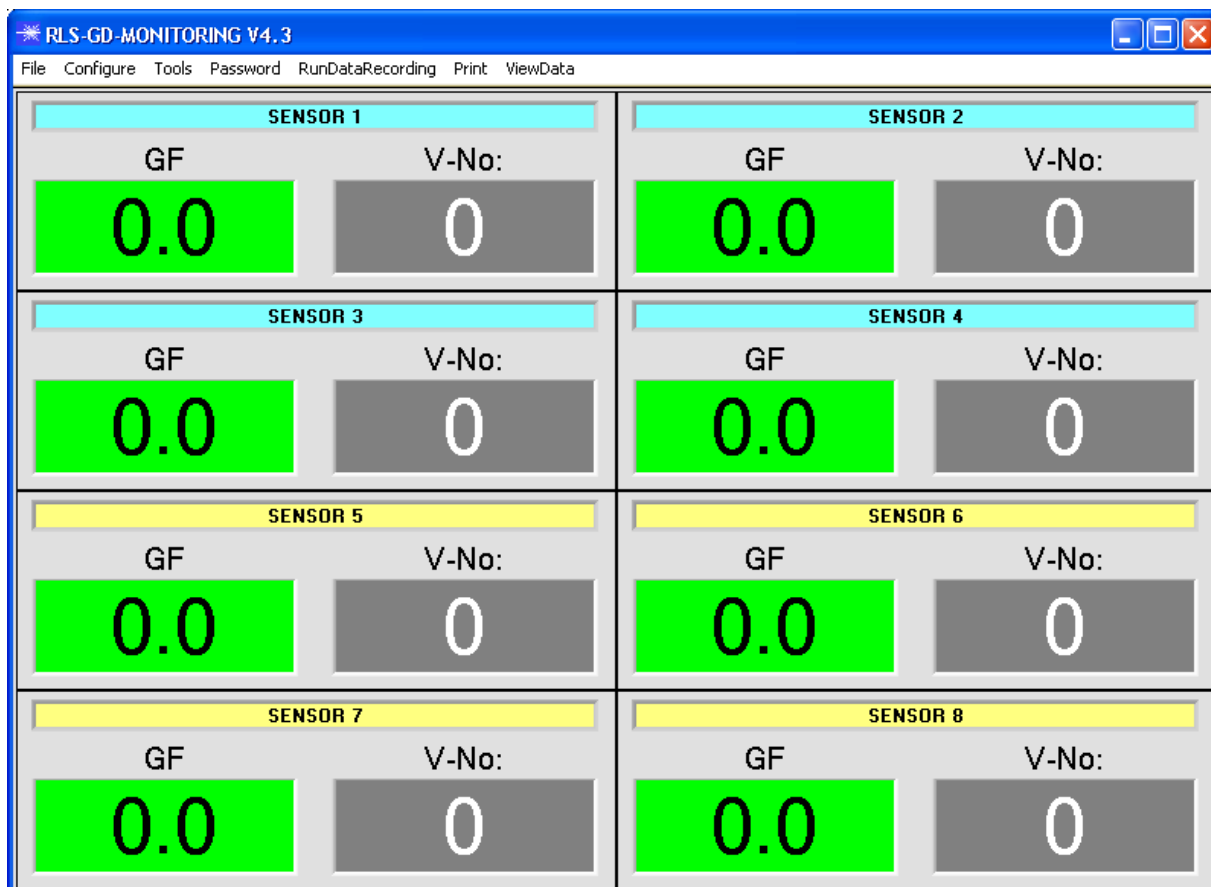 RLS-GD-MONITORING V4.3
File Configure Tools Password RunDataRecording Print ViewData
SENSOR 1 SENSOR 2
GF V-No: GF V-No:
0.0 0 0.0 0
SENSOR 3 SENSOR 4
GF V-No: GF V-No:
0.0 0 0.0 0
SENSOR 5 SENSOR 6
GF V-No: GF V-No:
0.0 0 0.0 0
SENSOR 7 SENSOR 8
GF V-No: GF V-No:
0.0 0 0.0 0